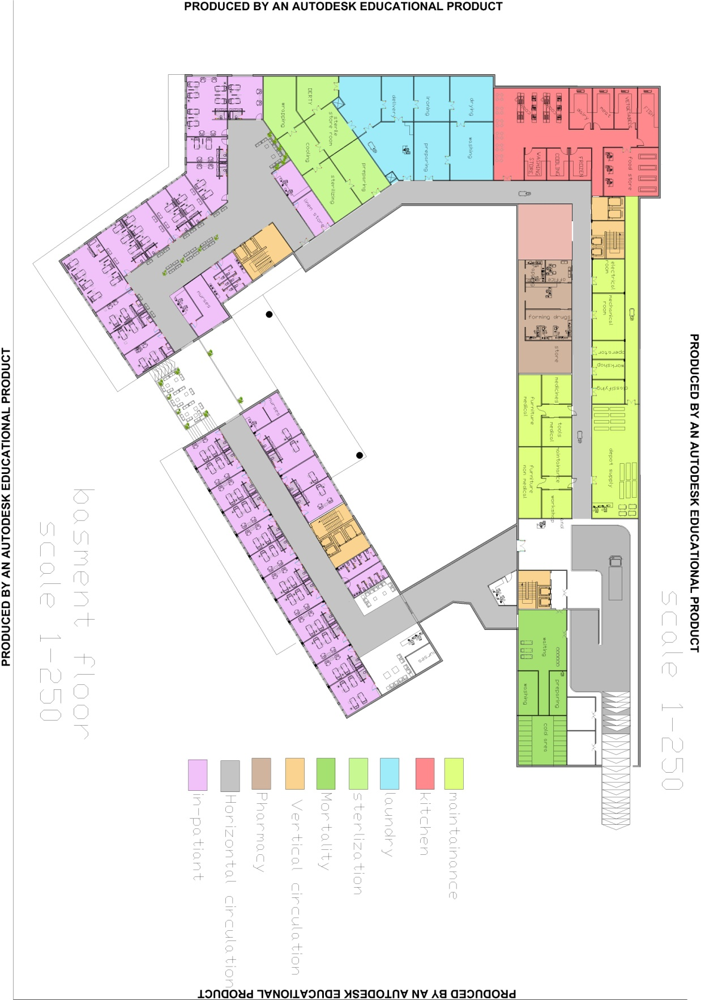 PRODUCED BY AN AUTODESK EDUCATIONAL PRODUCT
PRODUCED BY AN AUTODESK EDUCATIONAL PRODUCT
PRODUCED BY AN AUTODESK EDUCATIONAL PRODUCT
PRODUCED BY AN AUTODESK EDUCATIONAL PRODUCT
wrapping
DERTY
sterile
store room
cooling
sterilizing
preparing
linen store
delivery
ironing
drying
preparing
washing
cooking
cooking
dairy
meat
VETGETABELS
FISH
WASHING
STORE
COOLING
FROZEN
food store
electrical
room
mechanical
room
operator
workshop
classifying
depot supply
office
forming drugs
store
medicines
furniture
medical
tools
medical
maintainance
furniture
non medical
workshop
and
nurses
nurses
nurses
waiting
washing
preparing
cold area
basment floor
scale 1-250
scale 1-250
in-patiant
Horizontal circulation
Pharmacy
Vertical circulation
Mortality
sterlization
laundry
kitchen
maintainance